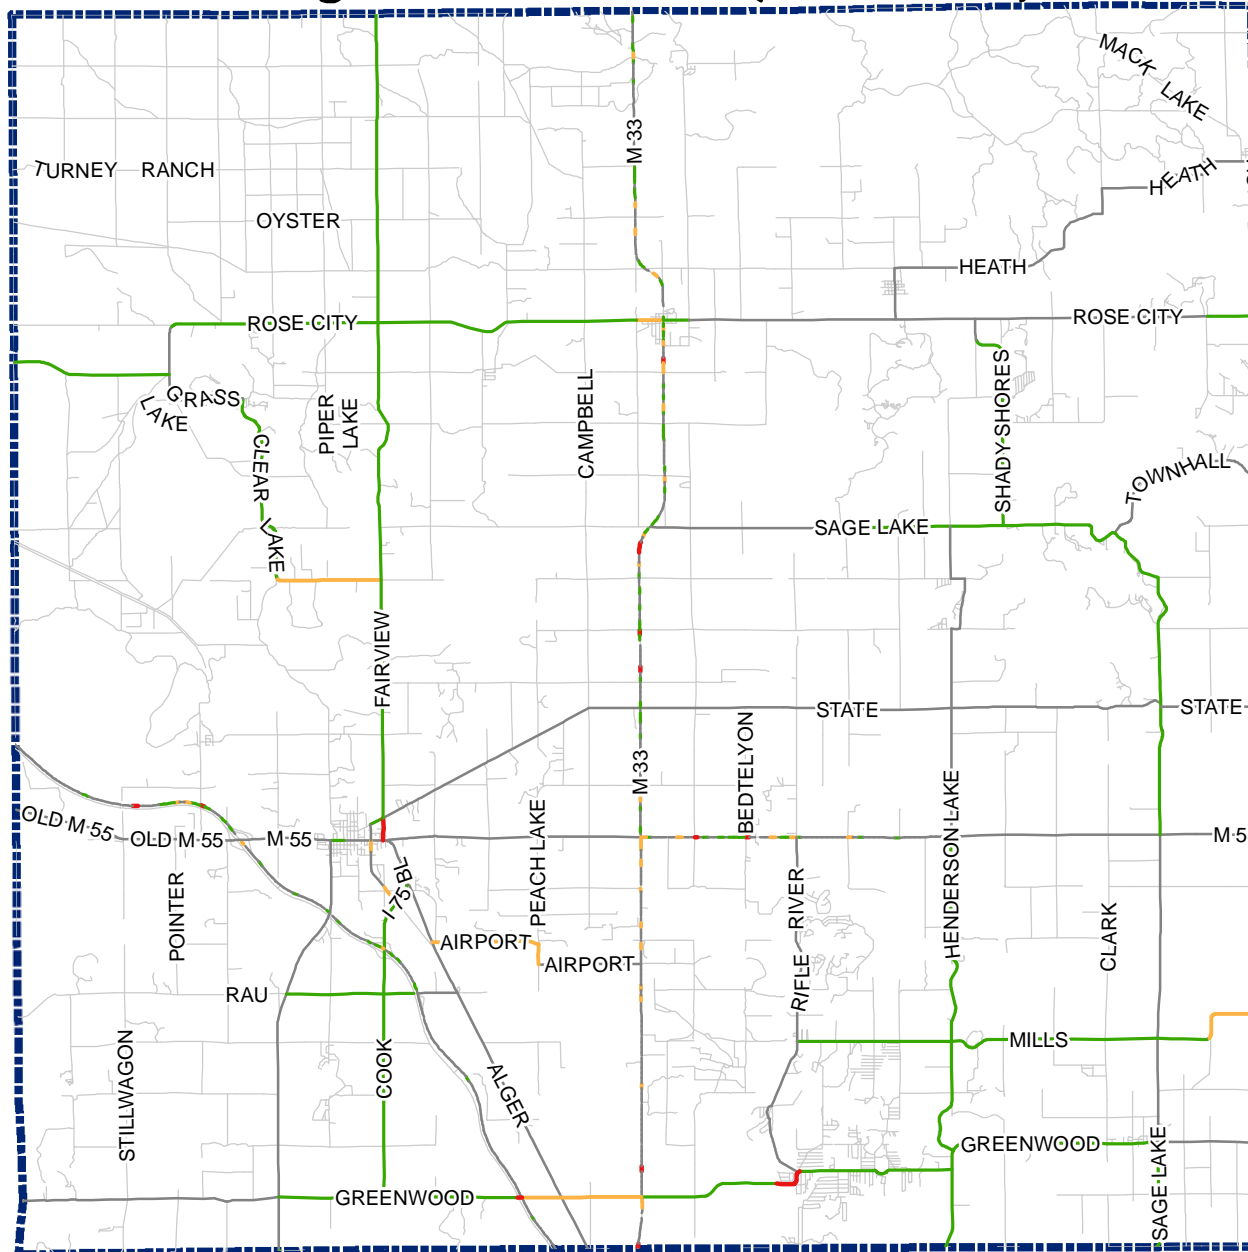 MACK
LAKE
M-33
TURNEY RANCH
HEATH
OYSTER
HEATH
ROSE CITY
ROSE CITY
GRASS
LAKE
PIPER
LAKE
CAMPBELL
SHADY SHORES
CLEAR LAKE
TOWNHALL
SAGE LAKE
FAIRVIEW
STATE
STATE
M-33
BEDTELYON
OLD M 55
OLD M 55
M-55
M-5
PEACH LAKE
HENDERSON LAKE
I-75 BL
POINTER
RIFLE RIVER
CLARK
AIRPORT
AIRPORT
RAU
STILLWAGON
COOK
ALGER
MILLS
GREENWOOD
SAGE LAKE
GREENWOOD